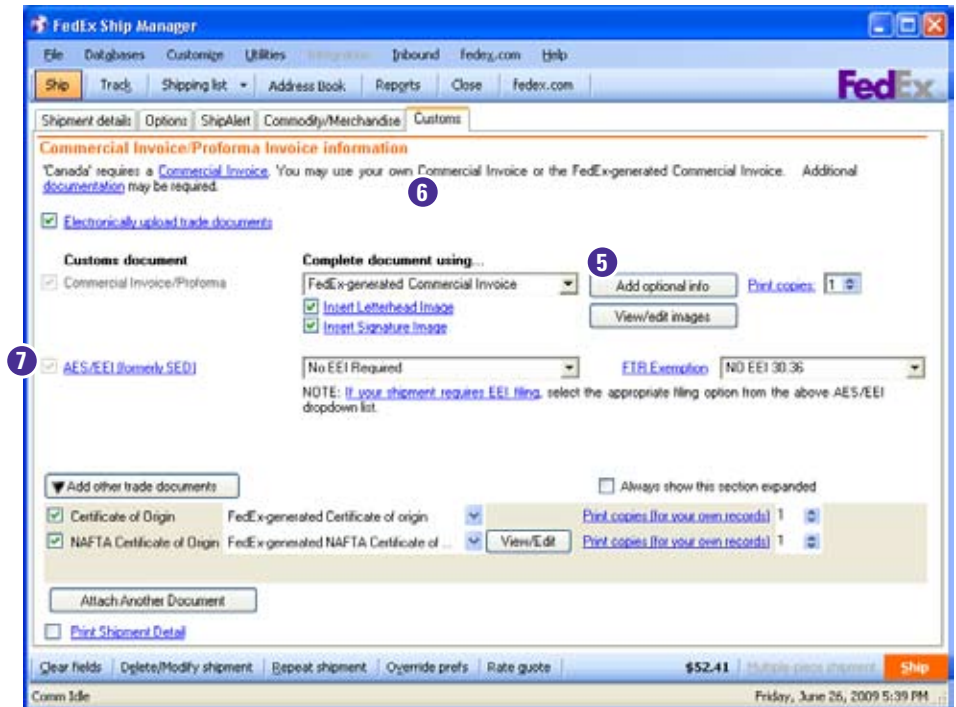 FedEx Ship Manager
File Databases Customize Utilities Integration Inbound fedex.com Help
Ship Track Shipping list Address Book Reports Close fedex.com FedEx
Shipment details Options ShipAlert Commodity/Merchandise Customs
Commercial Invoice/Proforma Invoice information
'Canada' requires a Commercial Invoice. You may use your own Commercial Invoice or the FedEx-generated Commercial Invoice. Additional
documentation may be required.
6
Electronically upload trade documents
Customs document Complete document using...
5
Commercial Invoice/Proforma FedEx-generated Commercial Invoice Add optional info Print copies: 1
Insert Letterhead Image
View/edit images
Insert Signature Image
7 AES/EEI (formerly SED) No EEI Required FTR Exemption NO EEI 30.36
NOTE: If your shipment requires EEI filing, select the appropriate filing option from the above AES/EEI
dropdown list.
Add other trade documents Always show this section expanded
Certificate of Origin FedEx-generated Certificate of origin Print copies (for your own records) 1
NAFTA Certificate of Origin FedEx-generated NAFTA Certificate of ... View/Edit Print copies (for your own records) 1
Attach Another Document
Print Shipment Detail
Clear fields Delete/Modify shipment Repeat shipment Override prefs Rate quote $52.41 Multiple-piece shipment Ship
Comm Idle Friday, June 26, 2009 5:39 PM